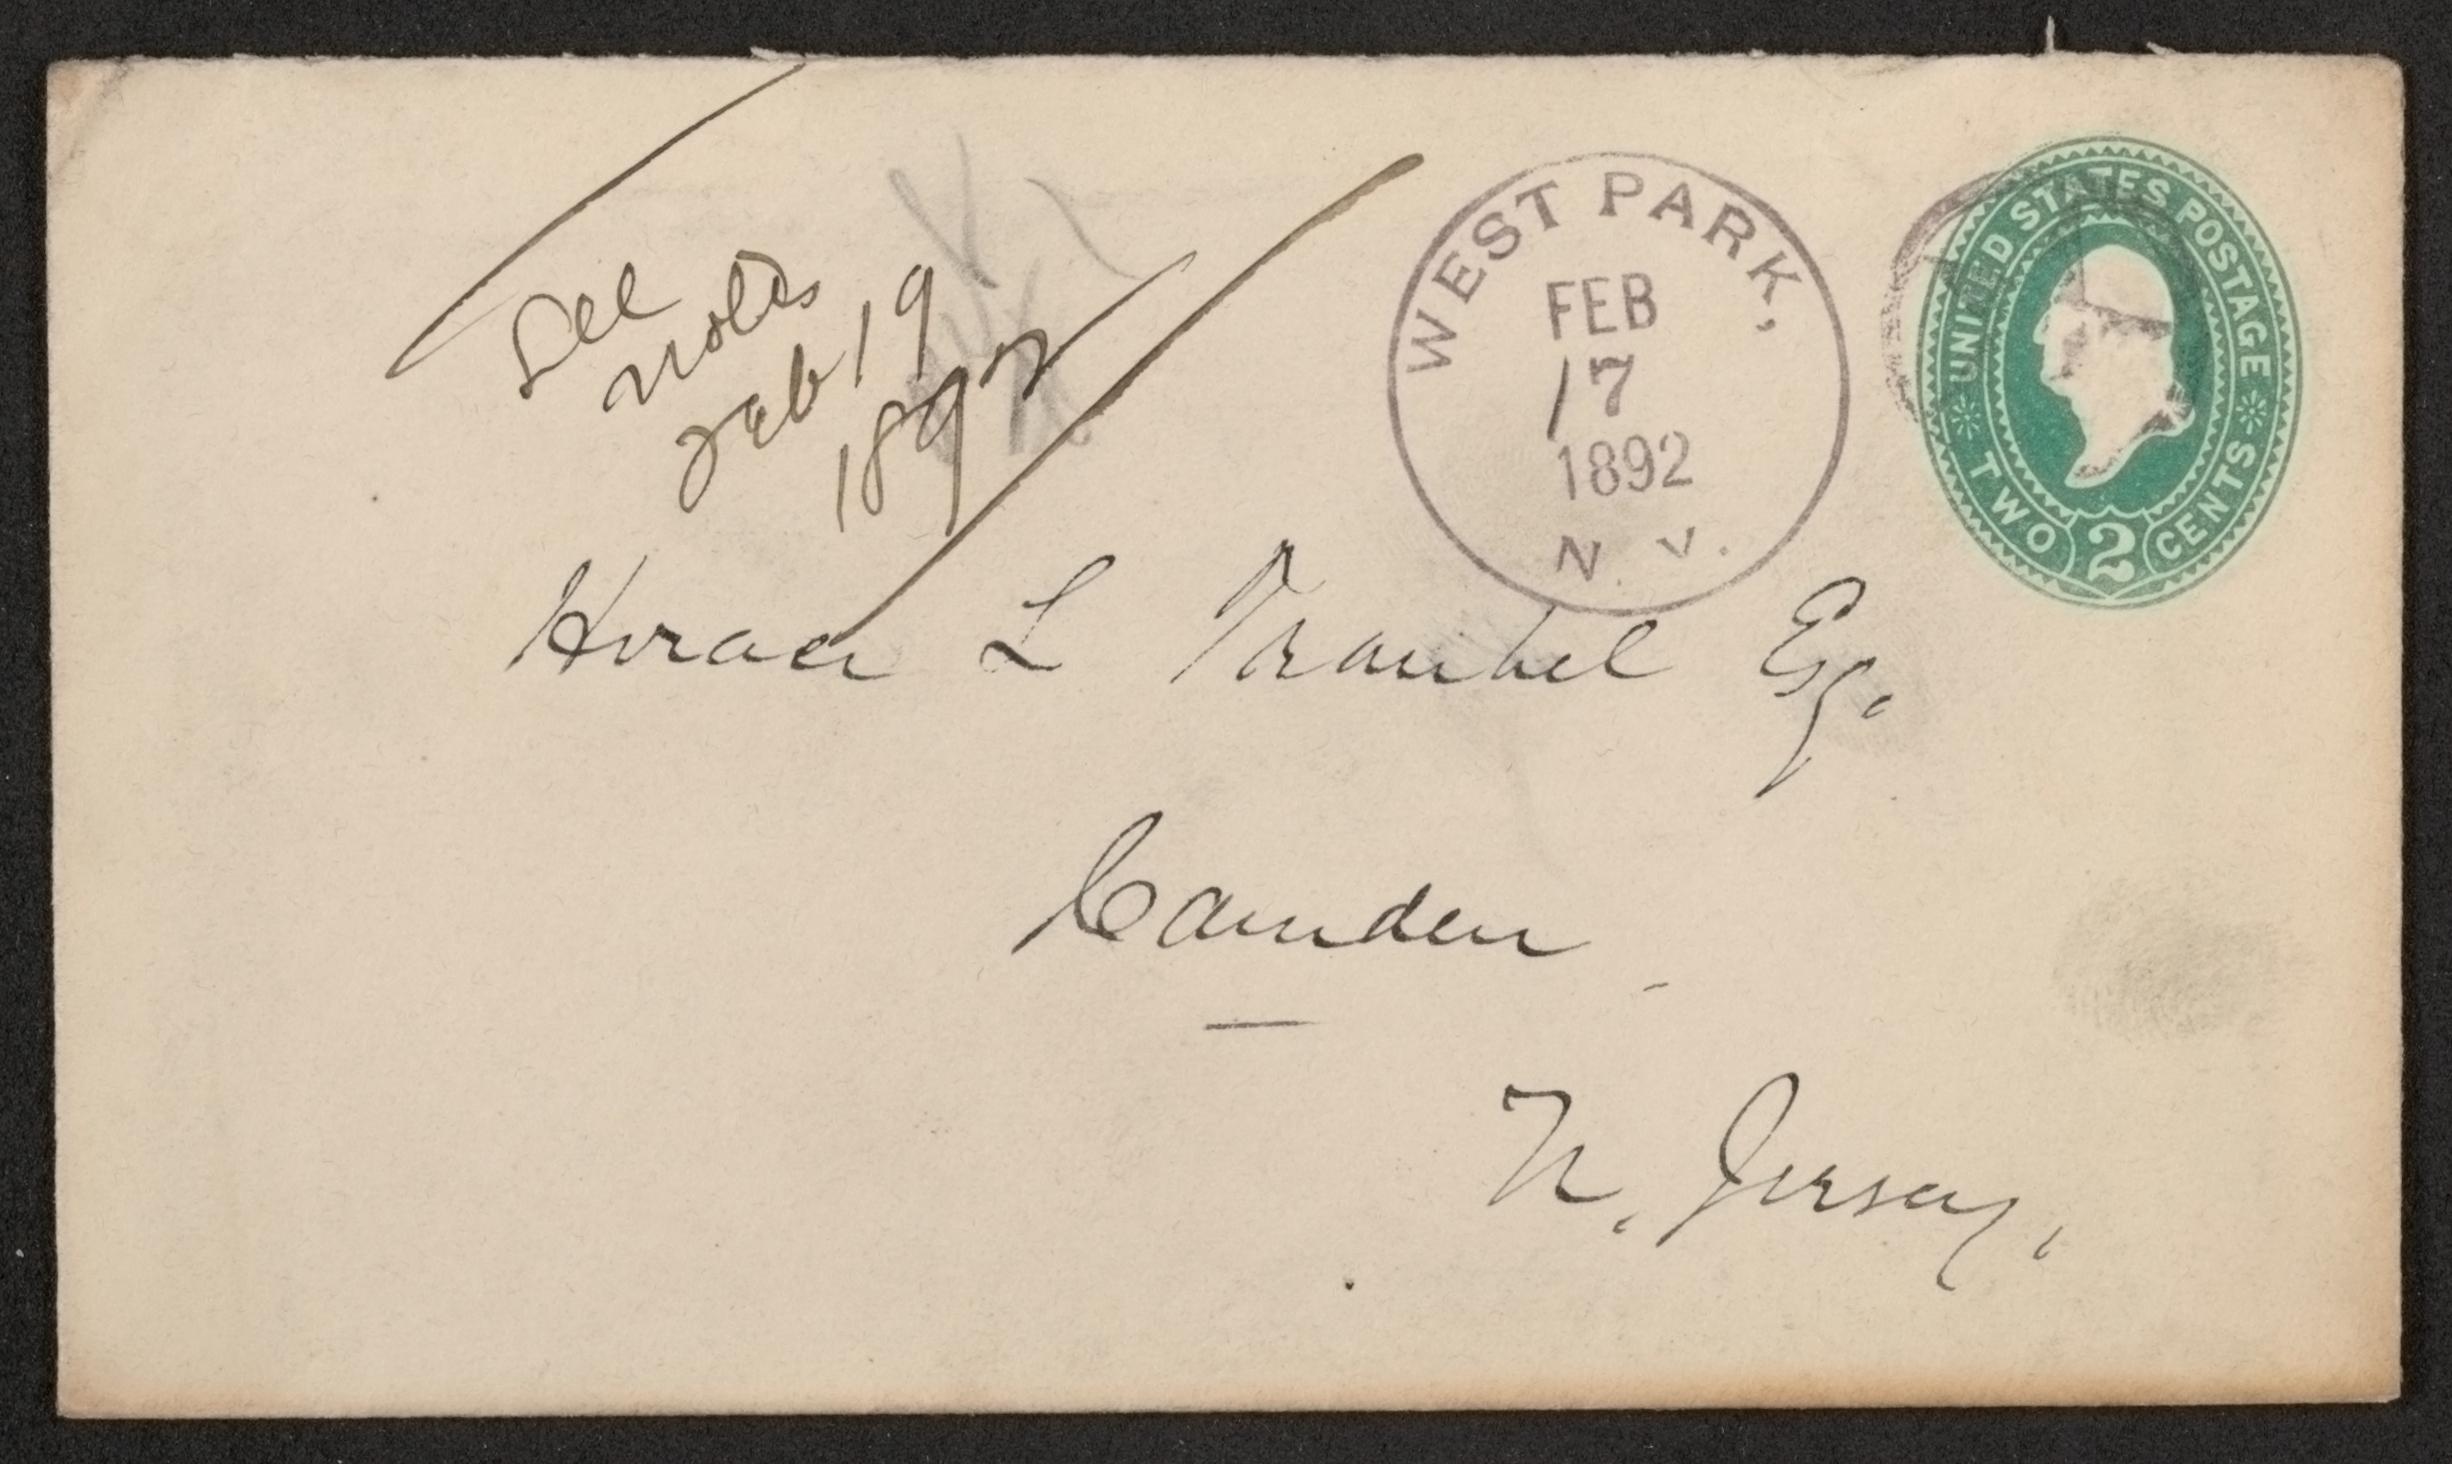 See
notes
Feb 19
1892
WEST PARK,
FEB
17
1892
N. Y.
UNITED STATES POSTAGE
TWO 2 CENTS
Horace L Traubel Esq.
Camden,
N. Jersey.